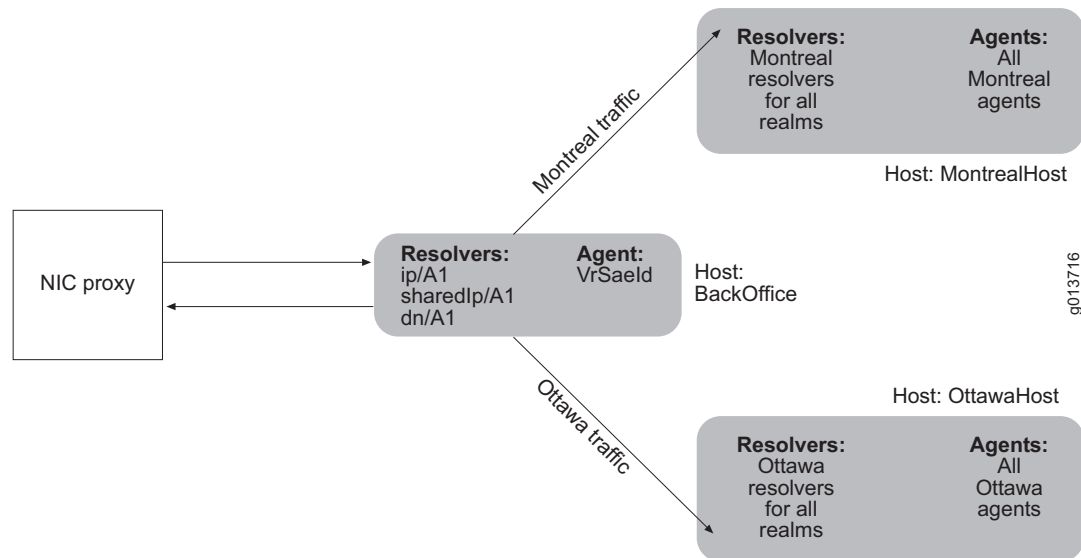 Resolvers:
Montreal
resolvers
for all
realms
Agents:
All
Montreal
agents
Host: MontrealHost
Montreal traffic
NIC proxy
Resolvers:
ip/A1
sharedIp/A1
dn/A1
Agent:
VrSaeId
Host:
BackOffice
g013716
Ottawa traffic
Host: OttawaHost
Resolvers:
Ottawa
resolvers
for all
realms
Agents:
All
Ottawa
agents